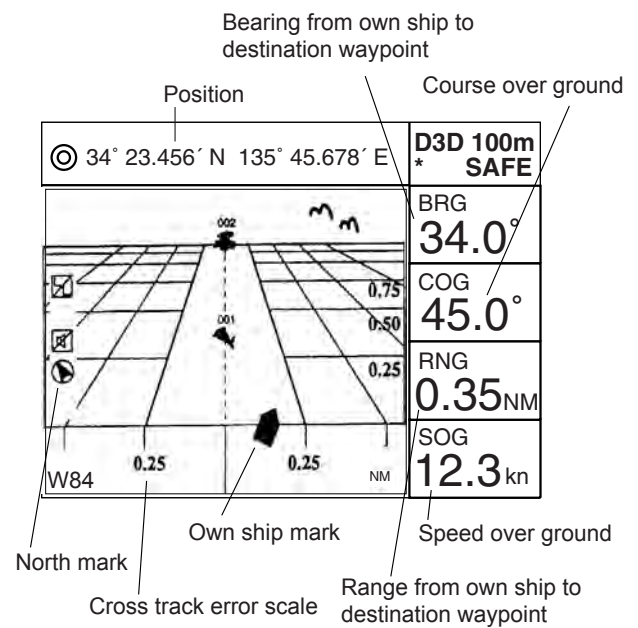 Bearing from own ship to
destination waypoint
Course over ground
Position
34° 23.456´ N 135° 45.678´ E
D3D 100m
* SAFE
BRG
34.0°
COG
45.0°
RNG
0.35NM
SOG
12.3 kn
002
001
0.75
0.50
0.25
0.25
0.25
W84
NM
Own ship mark
Speed over ground
North mark
Cross track error scale
Range from own ship to
destination waypoint